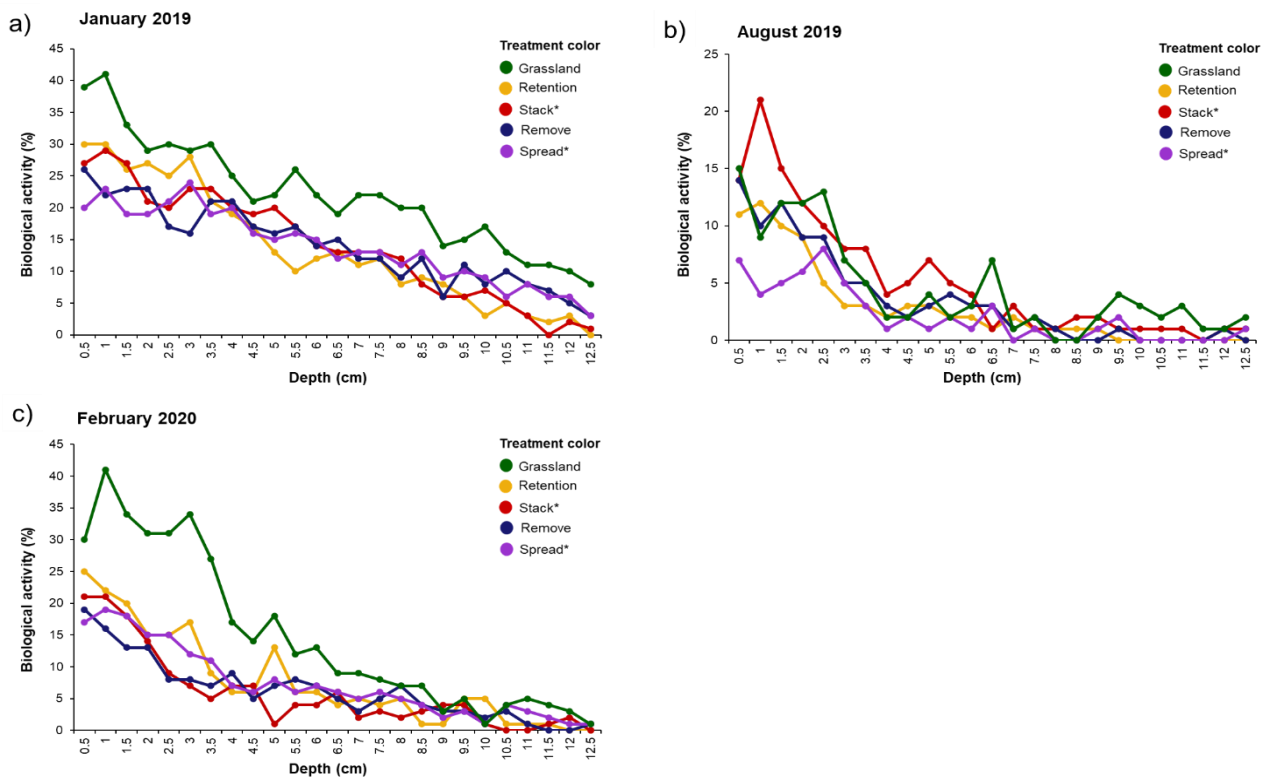 a)
January 2019
Treatment color
Grassland
Retention
Stack*
Remove
Spread*
Biological activity (%)
45
40
35
30
25
20
15
10
5
0
0.5 1 1.5 2 2.5 3 3.5 4 4.5 5 5.5 6 6.5 7 7.5 8 8.5 9 9.5 10 10.5 11 11.5 12 12.5
Depth (cm)
b)
August 2019
Treatment color
Grassland
Retention
Stack*
Remove
Spread*
Biological activity (%)
25
20
15
10
5
0
0.5 1 1.5 2 2.5 3 3.5 4 4.5 5 5.5 6 6.5 7 7.5 8 8.5 9 9.5 10 10.5 11 11.5 12 12.5
Depth (cm)
c)
February 2020
Treatment color
Grassland
Retention
Stack*
Remove
Spread*
Biological activity (%)
45
40
35
30
25
20
15
10
5
0
0.5 1 1.5 2 2.5 3 3.5 4 4.5 5 5.5 6 6.5 7 7.5 8 8.5 9 9.5 10 10.5 11 11.5 12 12.5
Depth (cm)